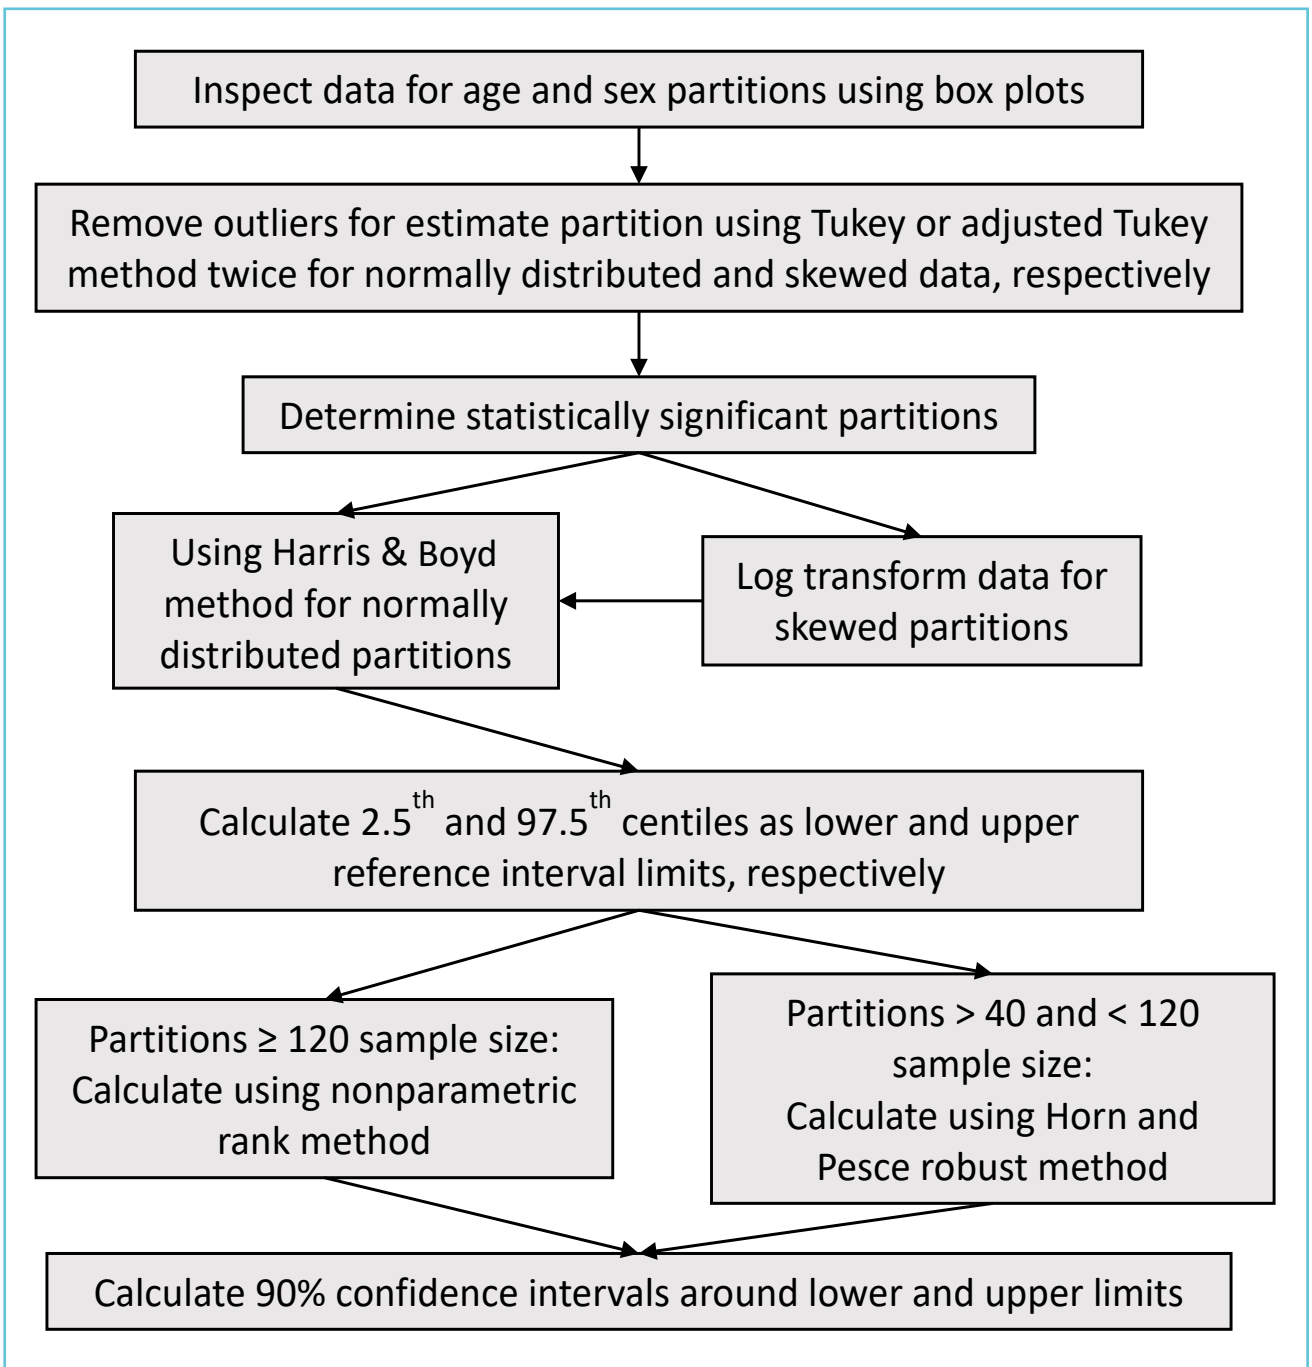 Inspect data for age and sex partitions using box plots
Remove outliers for estimate partition using Tukey or adjusted Tukey
method twice for normally distributed and skewed data, respectively
Determine statistically significant partitions
Using Harris & Boyd
method for normally
distributed partitions
Log transform data for
skewed partitions
Calculate 2.5th and 97.5th centiles as lower and upper
reference interval limits, respectively
Partitions ≥ 120 sample size:
Calculate using nonparametric
rank method
Partitions > 40 and < 120
sample size:
Calculate using Horn and
Pesce robust method
Calculate 90% confidence intervals around lower and upper limits